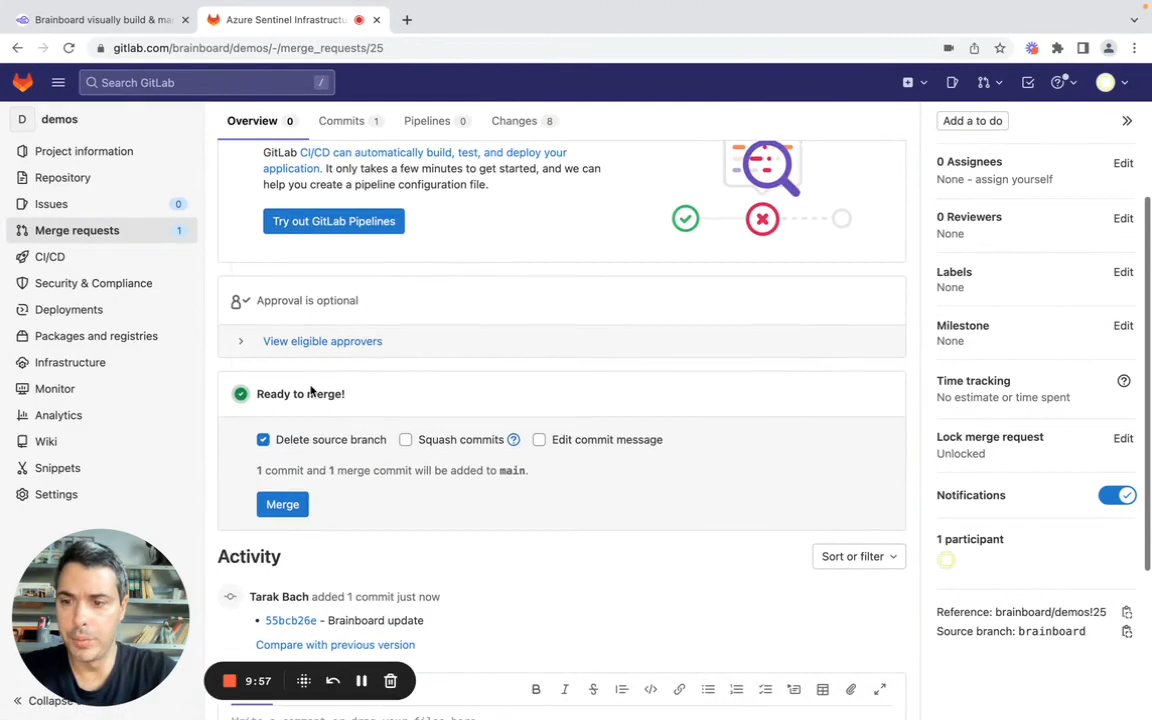 Brainboard visually build & ma
Azure Sentinel Infrastructu
gitlab.com/brainboard/demos/-/merge_requests/25
Search GitLab
/
D demos
Project information
Repository
Issues 0
Merge requests 1
CI/CD
Security & Compliance
Deployments
Packages and registries
Infrastructure
Monitor
Analytics
Wiki
Snippets
Settings
Collapse
Overview 0
Commits 1
Pipelines 0
Changes 8
GitLab CI/CD can automatically build, test, and deploy your
application. It only takes a few minutes to get started, and we can
help you create a pipeline configuration file.
Try out GitLab Pipelines
Approval is optional
View eligible approvers
Ready to merge!
Delete source branch
Squash commits
Edit commit message
1 commit and 1 merge commit will be added to main.
Merge
Activity
Sort or filter
Tarak Bach added 1 commit just now
55bcb26e - Brainboard update
Compare with previous version
9:57
Write a comment or drag your files here
Add a to do
0 Assignees Edit
None - assign yourself
0 Reviewers Edit
None
Labels Edit
None
Milestone Edit
None
Time tracking
No estimate or time spent
Lock merge request Edit
Unlocked
Notifications
1 participant
Reference: brainboard/demos!25
Source branch: brainboard